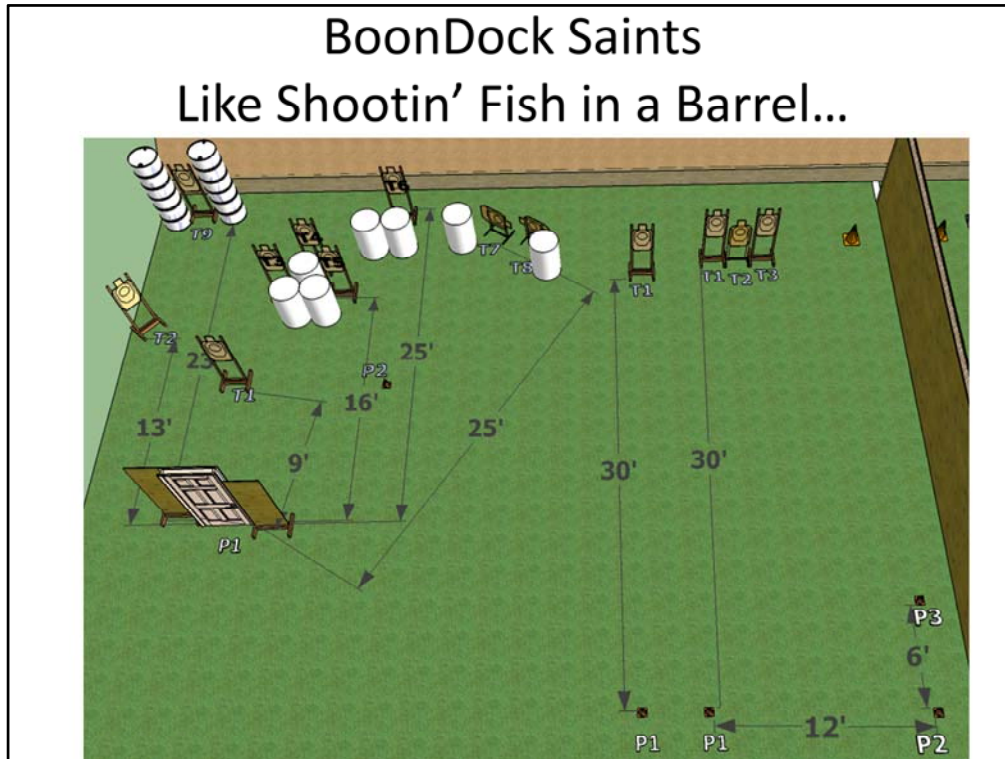 BoonDock Saints
Like Shootin' Fish in a Barrel...
T6
T9
T4
T3
T5
T7
T8
T1
T1
T2
T3
T2
T1
P2
23'
25'
13'
16'
25'
9'
30'
30'
P1
P3
6'
12'
P1
P1
P2